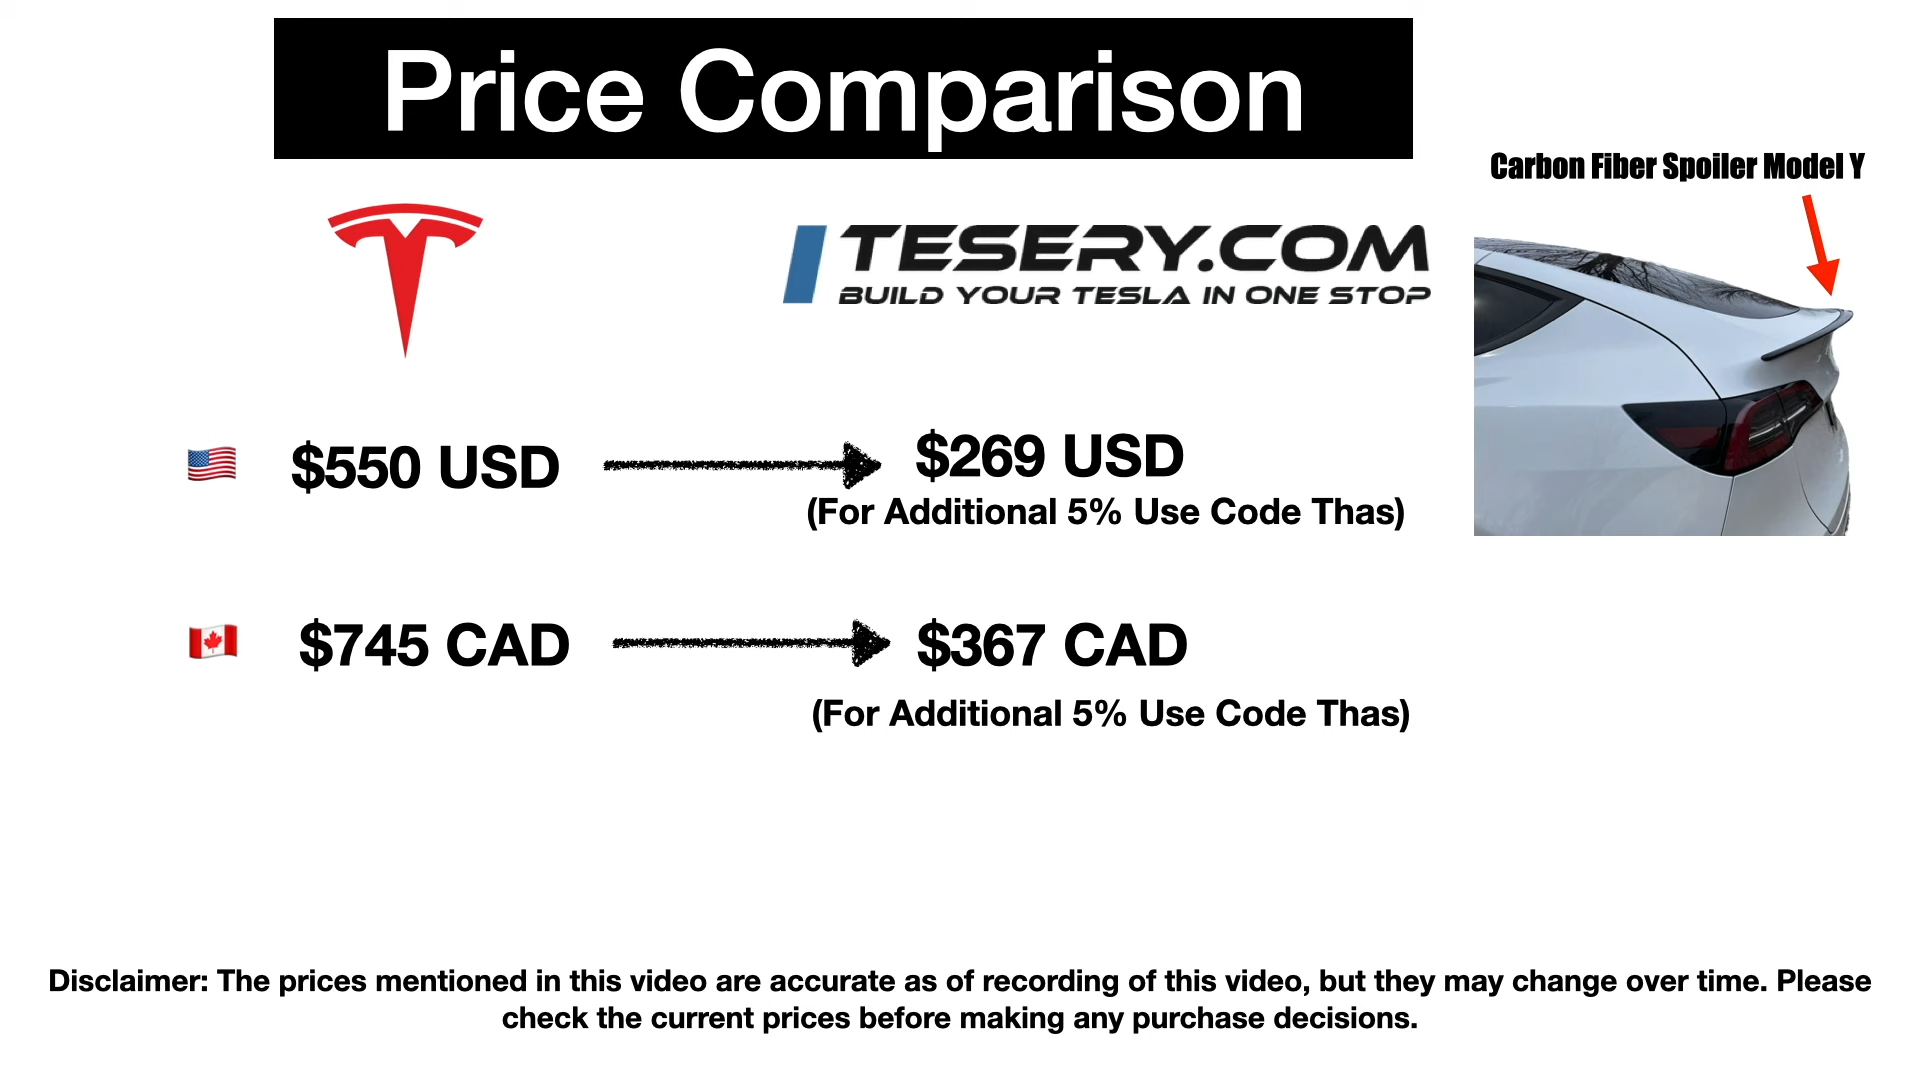 Price Comparison
Carbon Fiber Spoiler Model Y
TESERY.COM
BUILD YOUR TESLA IN ONE STOP
$550 USD
$269 USD
(For Additional 5% Use Code Thas)
$745 CAD
$367 CAD
(For Additional 5% Use Code Thas)
Disclaimer: The prices mentioned in this video are accurate as of recording of this video, but they may change over time. Please
check the current prices before making any purchase decisions.